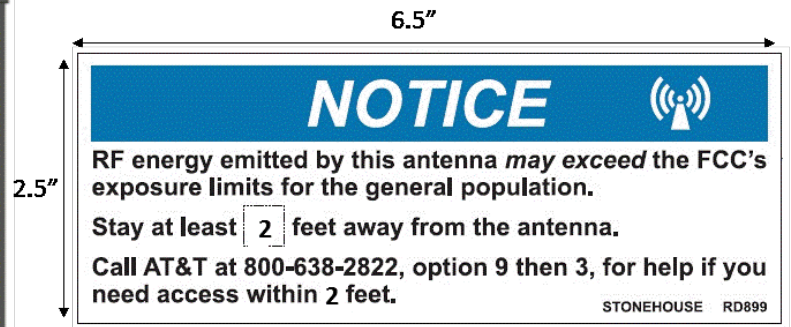 6.5″
NOTICE
2.5″
RF energy emitted by this antenna may exceed the FCC's
exposure limits for the general population.
Stay at least 2 feet away from the antenna.
Call AT&T at 800-638-2822, option 9 then 3, for help if you
need access within 2 feet.
STONEHOUSE RD899